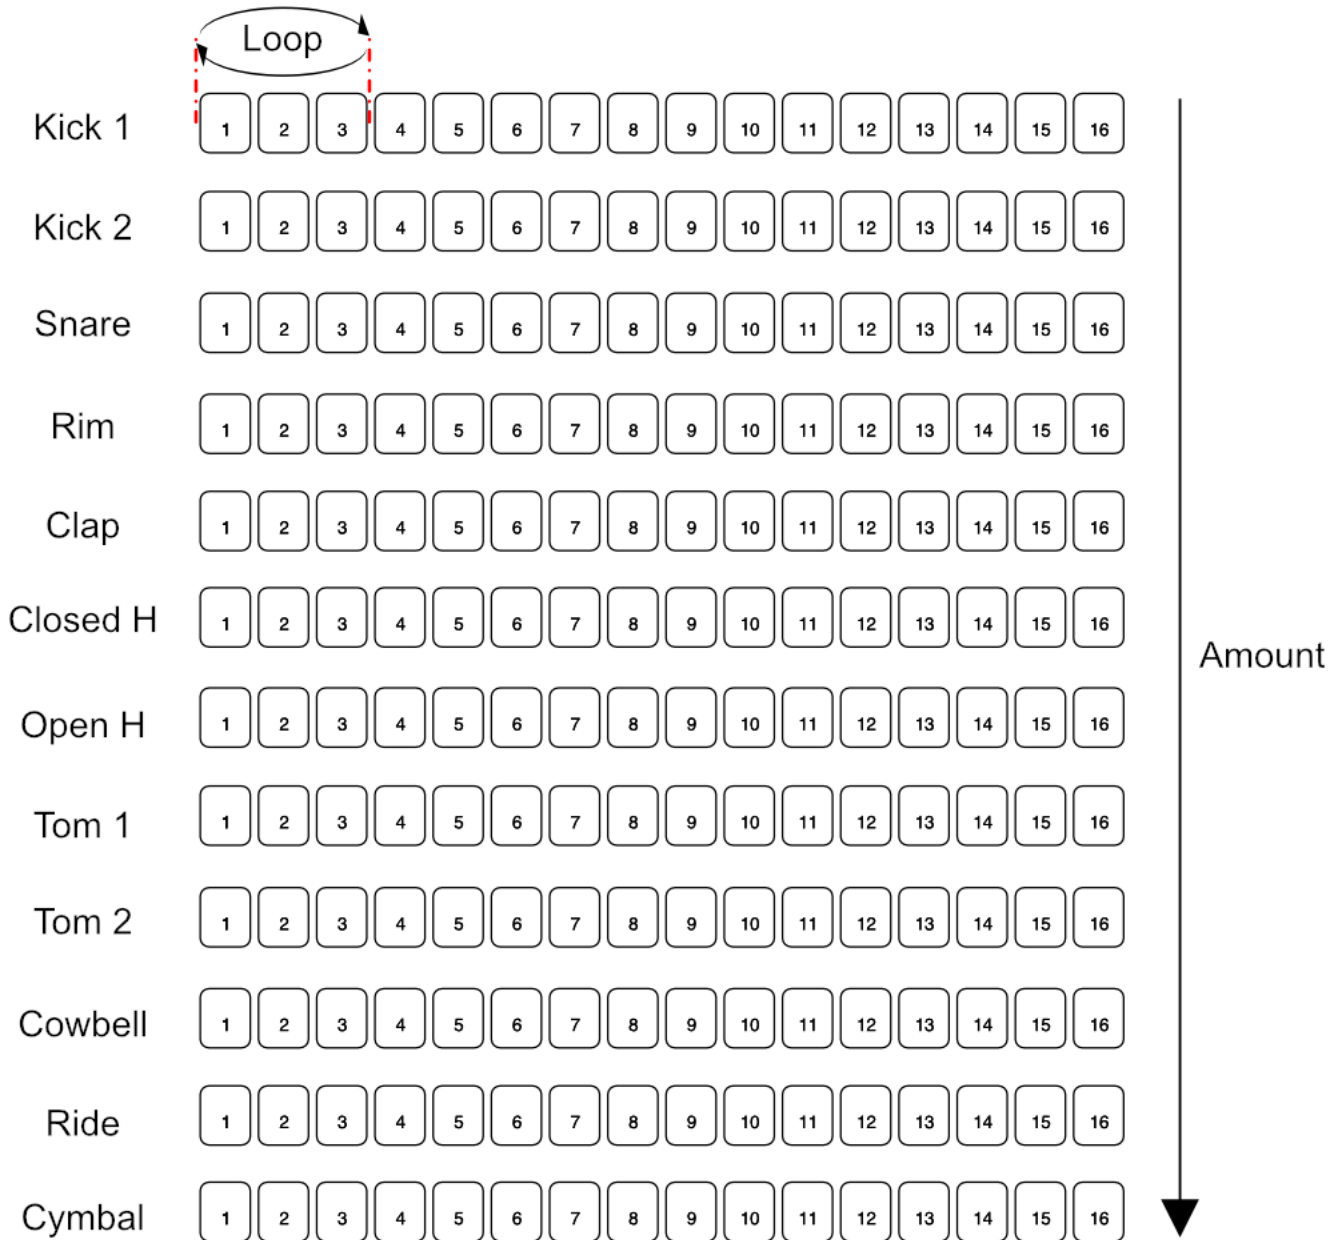 Loop
Kick 1 1 2 3 4 5 6 7 8 9 10 11 12 13 14 15 16
Kick 2 1 2 3 4 5 6 7 8 9 10 11 12 13 14 15 16
Snare 1 2 3 4 5 6 7 8 9 10 11 12 13 14 15 16
Rim 1 2 3 4 5 6 7 8 9 10 11 12 13 14 15 16
Clap 1 2 3 4 5 6 7 8 9 10 11 12 13 14 15 16
Closed H 1 2 3 4 5 6 7 8 9 10 11 12 13 14 15 16
Amount
Open H 1 2 3 4 5 6 7 8 9 10 11 12 13 14 15 16
Tom 1 1 2 3 4 5 6 7 8 9 10 11 12 13 14 15 16
Tom 2 1 2 3 4 5 6 7 8 9 10 11 12 13 14 15 16
Cowbell 1 2 3 4 5 6 7 8 9 10 11 12 13 14 15 16
Ride 1 2 3 4 5 6 7 8 9 10 11 12 13 14 15 16
Cymbal 1 2 3 4 5 6 7 8 9 10 11 12 13 14 15 16